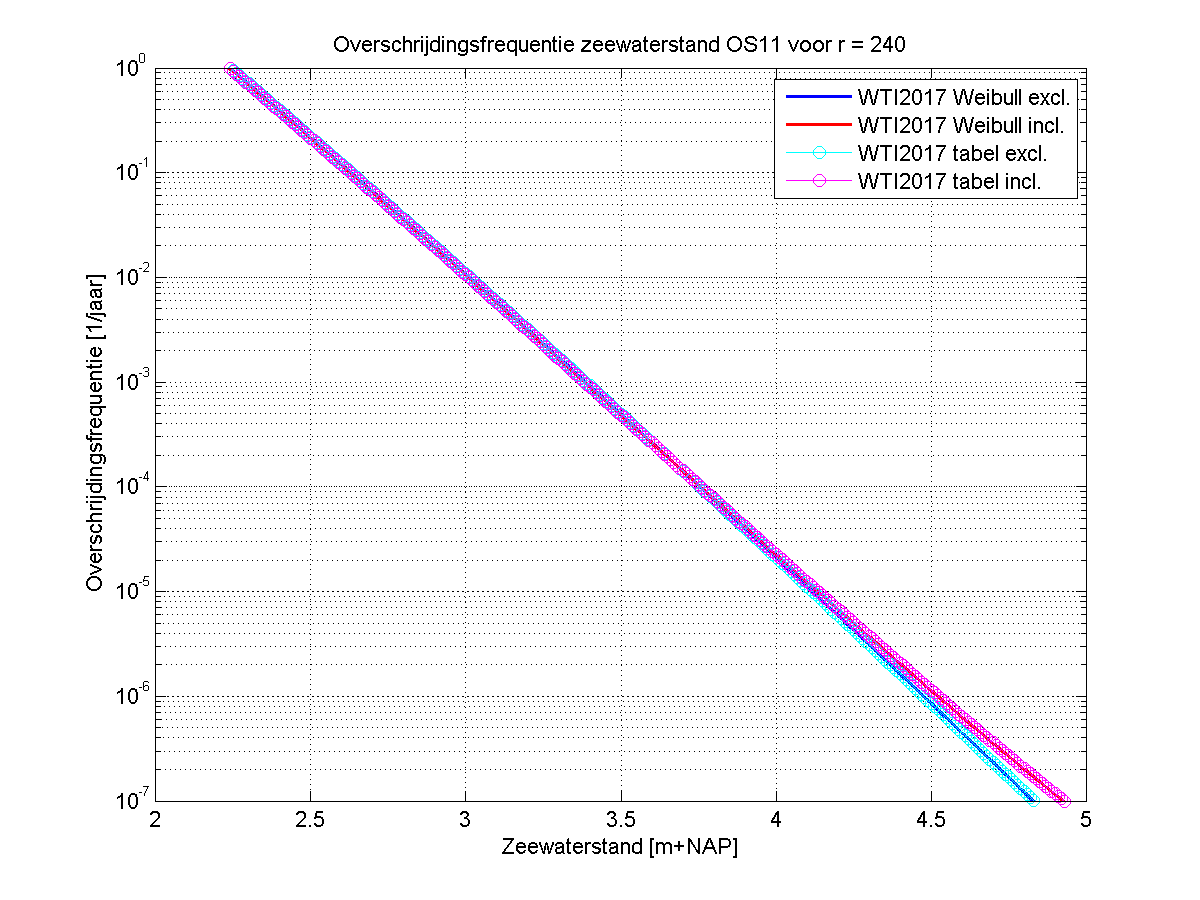 Overschrijdingsfrequentie zeewaterstand OS11 voor r = 240
WTI2017 Weibull excl.
WTI2017 Weibull incl.
WTI2017 tabel excl.
WTI2017 tabel incl.
Overschrijdingsfrequentie [1/jaar]
10^0
10^-1
10^-2
10^-3
10^-4
10^-5
10^-6
10^-7
2 2.5 3 3.5 4 4.5 5
Zeewaterstand [m+NAP]